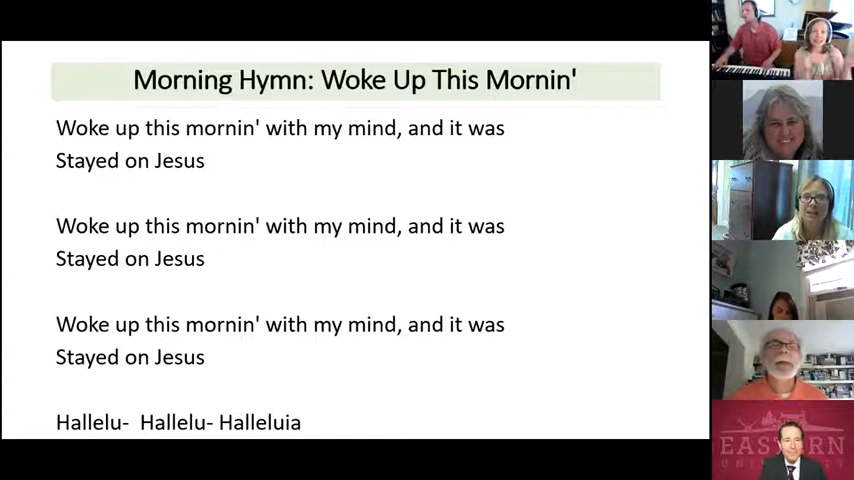 Morning Hymn: Woke Up This Mornin'
Woke up this mornin' with my mind, and it was
Stayed on Jesus
Woke up this mornin' with my mind, and it was
Stayed on Jesus
Woke up this mornin' with my mind, and it was
Stayed on Jesus
Hallelu-  Hallelu- Halleluia
EASTERN
UNIVERSITY